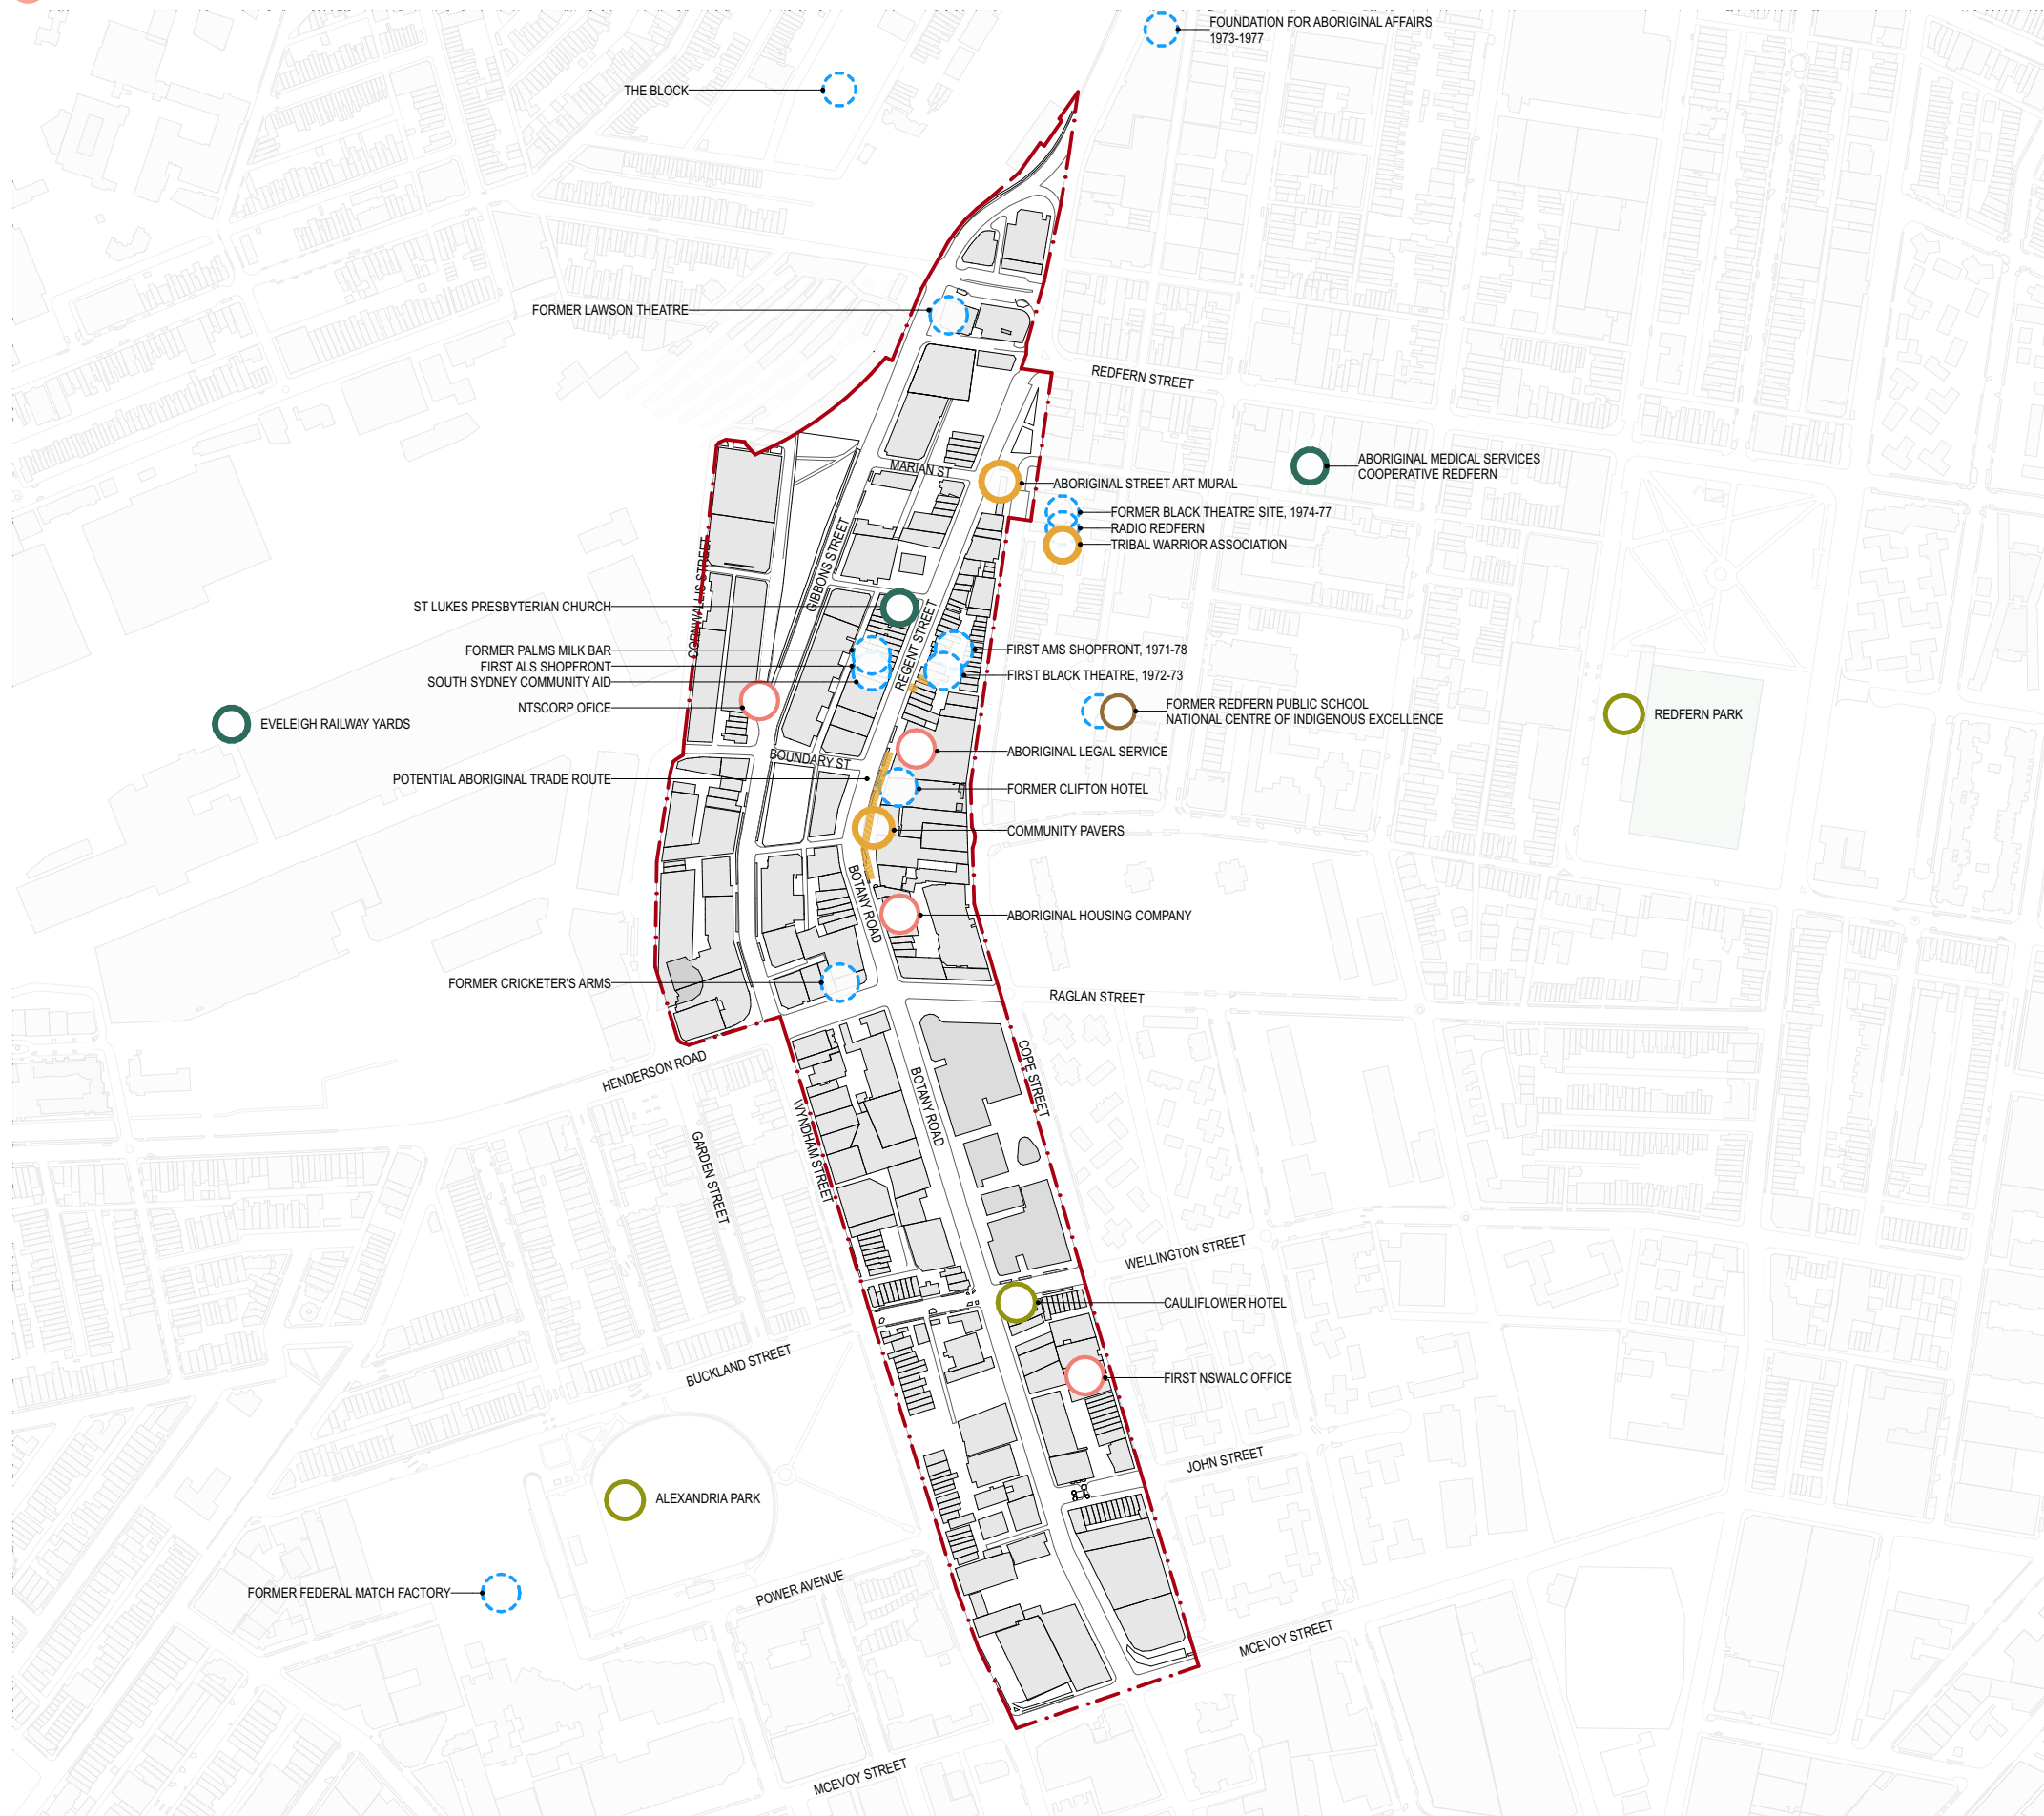 FOUNDATION FOR ABORIGINAL AFFAIRS
1973-1977
THE BLOCK
FORMER LAWSON THEATRE
REDFERN STREET
MARIAN ST
ABORIGINAL MEDICAL SERVICES
COOPERATIVE REDFERN
ABORIGINAL STREET ART MURAL
FORMER BLACK THEATRE SITE, 1974-77
RADIO REDFERN
TRIBAL WARRIOR ASSOCIATION
CORNWALLIS STREET
GIBBONS STREET
ST LUKES PRESBYTERIAN CHURCH
REGENT STREET
FORMER PALMS MILK BAR
FIRST ALS SHOPFRONT
SOUTH SYDNEY COMMUNITY AID
NTSCORP OFICE
FIRST AMS SHOPFRONT, 1971-78
FIRST BLACK THEATRE, 1972-73
FORMER REDFERN PUBLIC SCHOOL
NATIONAL CENTRE OF INDIGENOUS EXCELLENCE
REDFERN PARK
EVELEIGH RAILWAY YARDS
ABORIGINAL LEGAL SERVICE
BOUNDARY ST
POTENTIAL ABORIGINAL TRADE ROUTE
FORMER CLIFTON HOTEL
COMMUNITY PAVERS
BOTANY ROAD
ABORIGINAL HOUSING COMPANY
FORMER CRICKETER'S ARMS
RAGLAN STREET
HENDERSON ROAD
COPE STREET
BOTANY ROAD
WYNDHAM STREET
GARDEN STREET
WELLINGTON STREET
CAULIFLOWER HOTEL
BUCKLAND STREET
FIRST NSWALC OFFICE
JOHN STREET
ALEXANDRIA PARK
POWER AVENUE
FORMER FEDERAL MATCH FACTORY
MCEVOY STREET
MCEVOY STREET